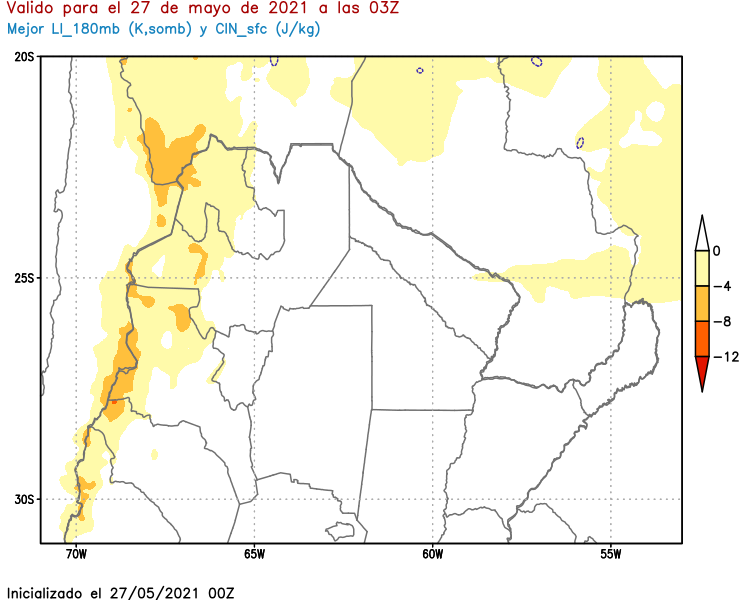 Valido para el 27 de mayo de 2021 a las 03Z
Mejor LI_180mb (K,somb) y CIN_sfc (J/kg)
20S
25S
30S
70W 65W 60W 55W
0
-4
-8
-12
Inicializado el 27/05/2021 00Z